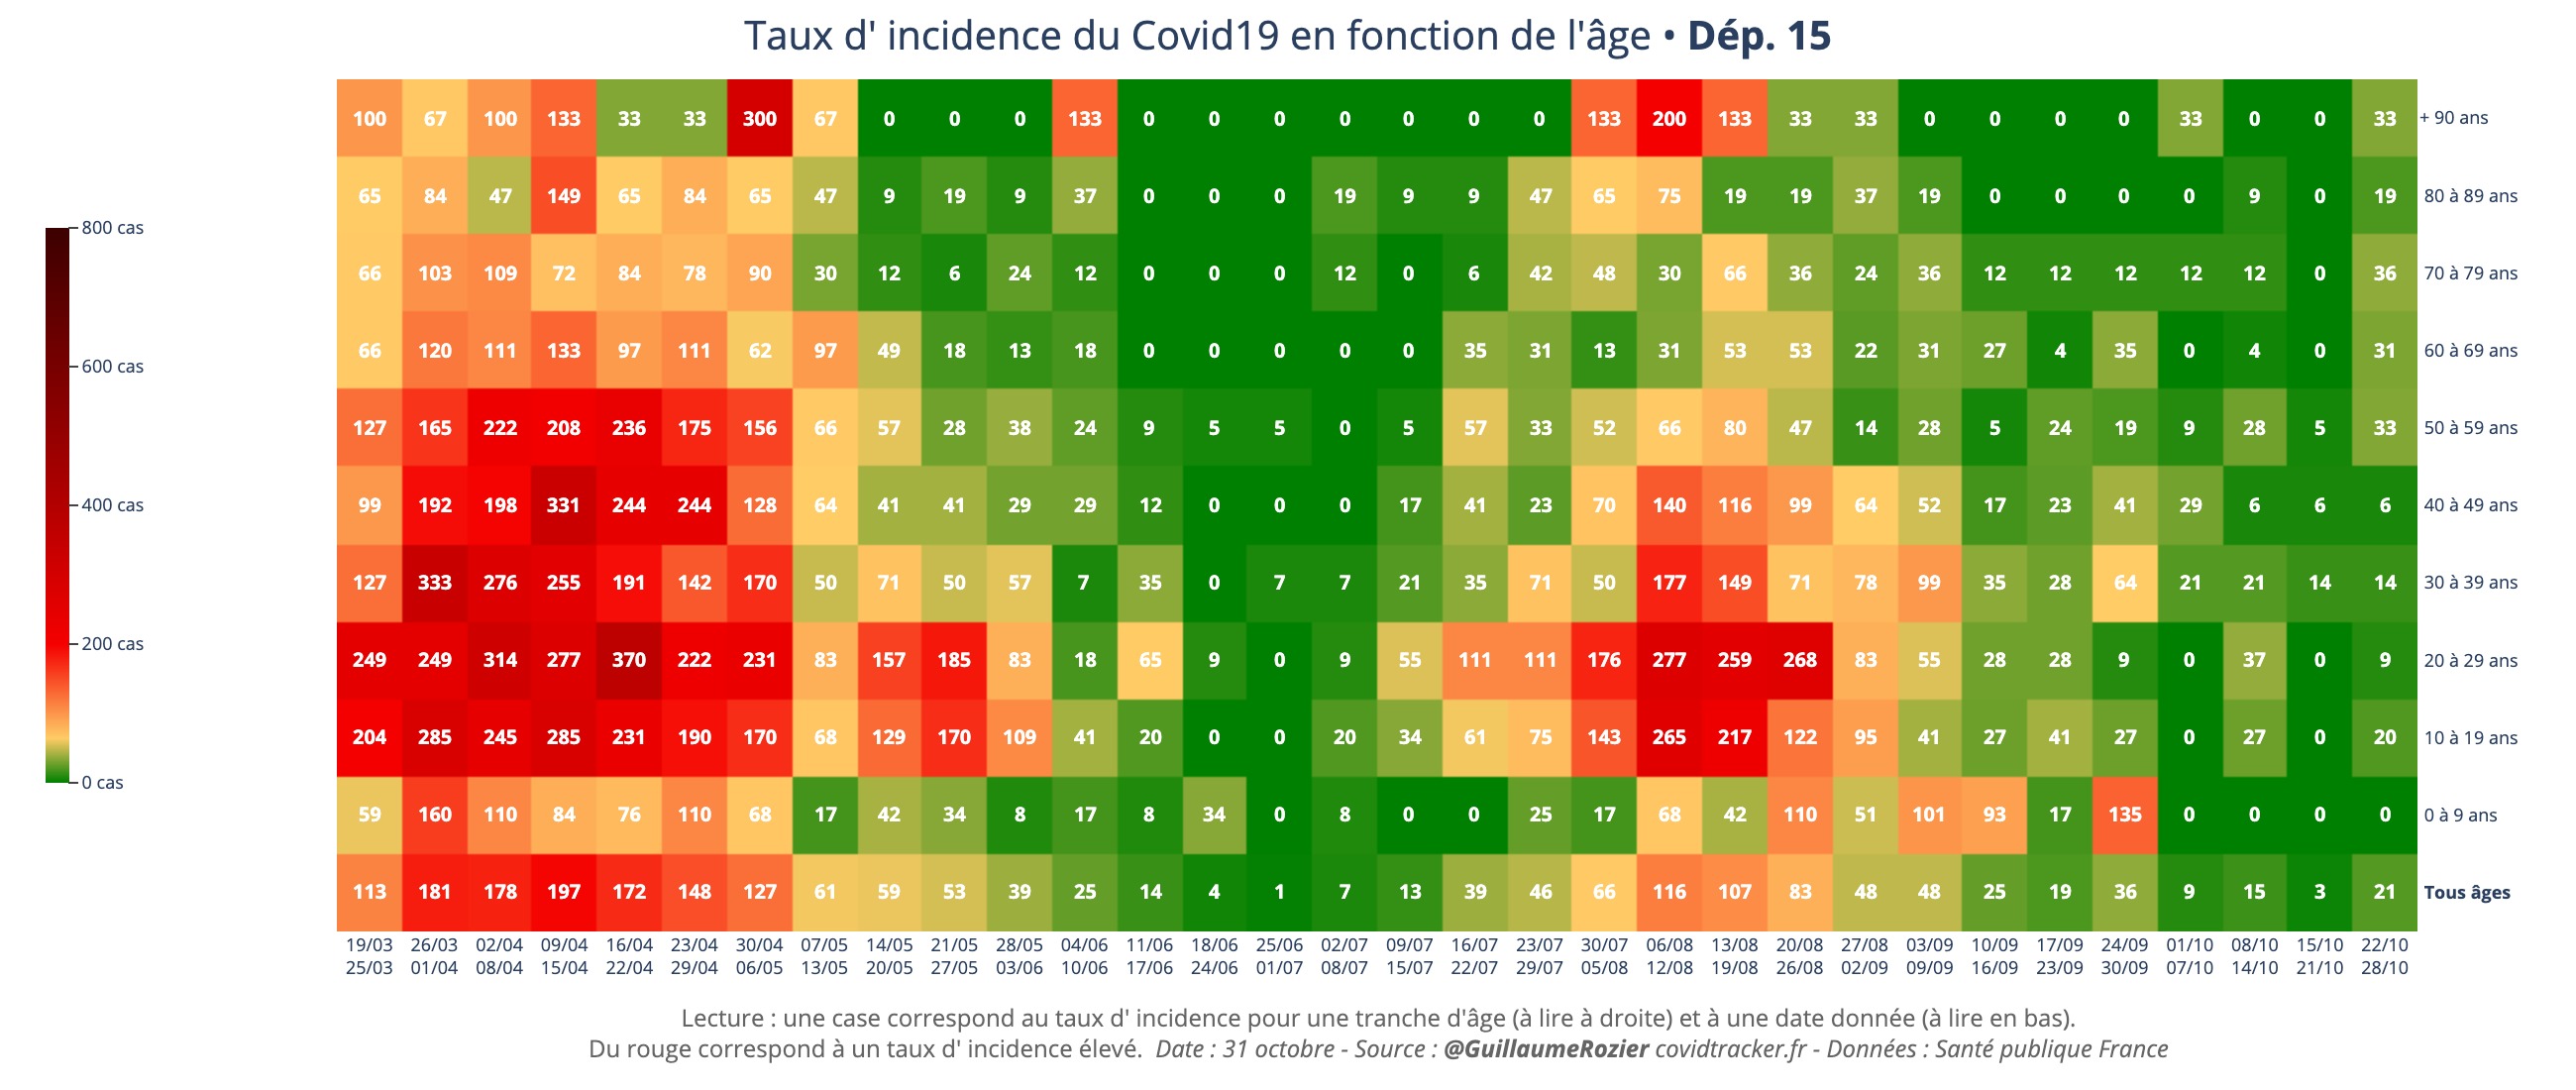 Taux d' incidence du Covid19 en fonction de l'âge • Dép. 15
800 cas
600 cas
400 cas
200 cas
0 cas
100 67 100 133 33 33 300 67 0 0 0 133 0 0 0 0 0 0 0 133 200 133 33 33 0 0 0 0 33 0 0 33 + 90 ans
65 84 47 149 65 84 65 47 9 19 9 37 0 0 0 19 9 9 47 65 75 19 19 37 19 0 0 0 0 9 0 19 80 à 89 ans
66 103 109 72 84 78 90 30 12 6 24 12 0 0 0 12 0 6 42 48 30 66 36 24 36 12 12 12 12 12 0 36 70 à 79 ans
66 120 111 133 97 111 62 97 49 18 13 18 0 0 0 0 0 35 31 13 31 53 53 22 31 27 4 35 0 4 0 31 60 à 69 ans
127 165 222 208 236 175 156 66 57 28 38 24 9 5 5 0 5 57 33 52 66 80 47 14 28 5 24 19 9 28 5 33 50 à 59 ans
99 192 198 331 244 244 128 64 41 41 29 29 12 0 0 0 17 41 23 70 140 116 99 64 52 17 23 41 29 6 6 6 40 à 49 ans
127 333 276 255 191 142 170 50 71 50 57 7 35 0 7 7 21 35 71 50 177 149 71 78 99 35 28 64 21 21 14 14 30 à 39 ans
249 249 314 277 370 222 231 83 157 185 83 18 65 9 0 9 55 111 111 176 277 259 268 83 55 28 28 9 0 37 0 9 20 à 29 ans
204 285 245 285 231 190 170 68 129 170 109 41 20 0 0 20 34 61 75 143 265 217 122 95 41 27 41 27 0 27 0 20 10 à 19 ans
59 160 110 84 76 110 68 17 42 34 8 17 8 34 0 8 0 0 25 17 68 42 110 51 101 93 17 135 0 0 0 0 0 à 9 ans
113 181 178 197 172 148 127 61 59 53 39 25 14 4 1 7 13 39 46 66 116 107 83 48 48 25 19 36 9 15 3 21 Tous âges
19/03 26/03 02/04 09/04 16/04 23/04 30/04 07/05 14/05 21/05 28/05 04/06 11/06 18/06 25/06 02/07 09/07 16/07 23/07 30/07 06/08 13/08 20/08 27/08 03/09 10/09 17/09 24/09 01/10 08/10 15/10 22/10
25/03 01/04 08/04 15/04 22/04 29/04 06/05 13/05 20/05 27/05 03/06 10/06 17/06 24/06 01/07 08/07 15/07 22/07 29/07 05/08 12/08 19/08 26/08 02/09 09/09 16/09 23/09 30/09 07/10 14/10 21/10 28/10
Lecture : une case correspond au taux d' incidence pour une tranche d'âge (à lire à droite) et à une date donnée (à lire en bas).
Du rouge correspond à un taux d' incidence élevé. Date : 31 octobre - Source : @GuillaumeRozier covidtracker.fr - Données : Santé publique France